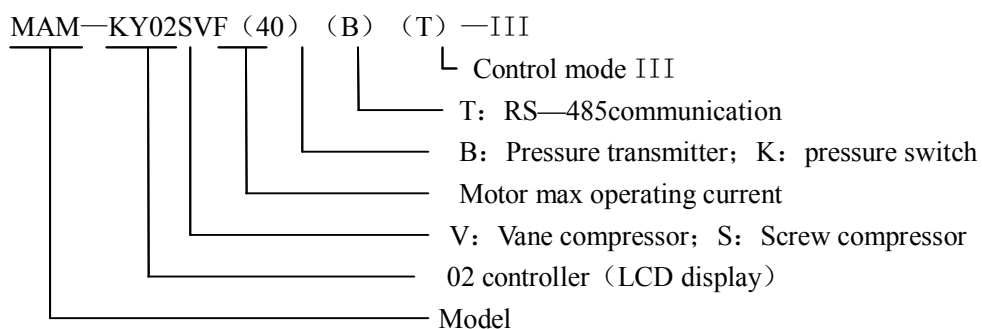 MAM—KY02SVF（40）（B）（T）—III
Control mode III
T：RS—485communication
B：Pressure transmitter；K：pressure switch
Motor max operating current
V：Vane compressor；S：Screw compressor
02 controller（LCD display）
Model